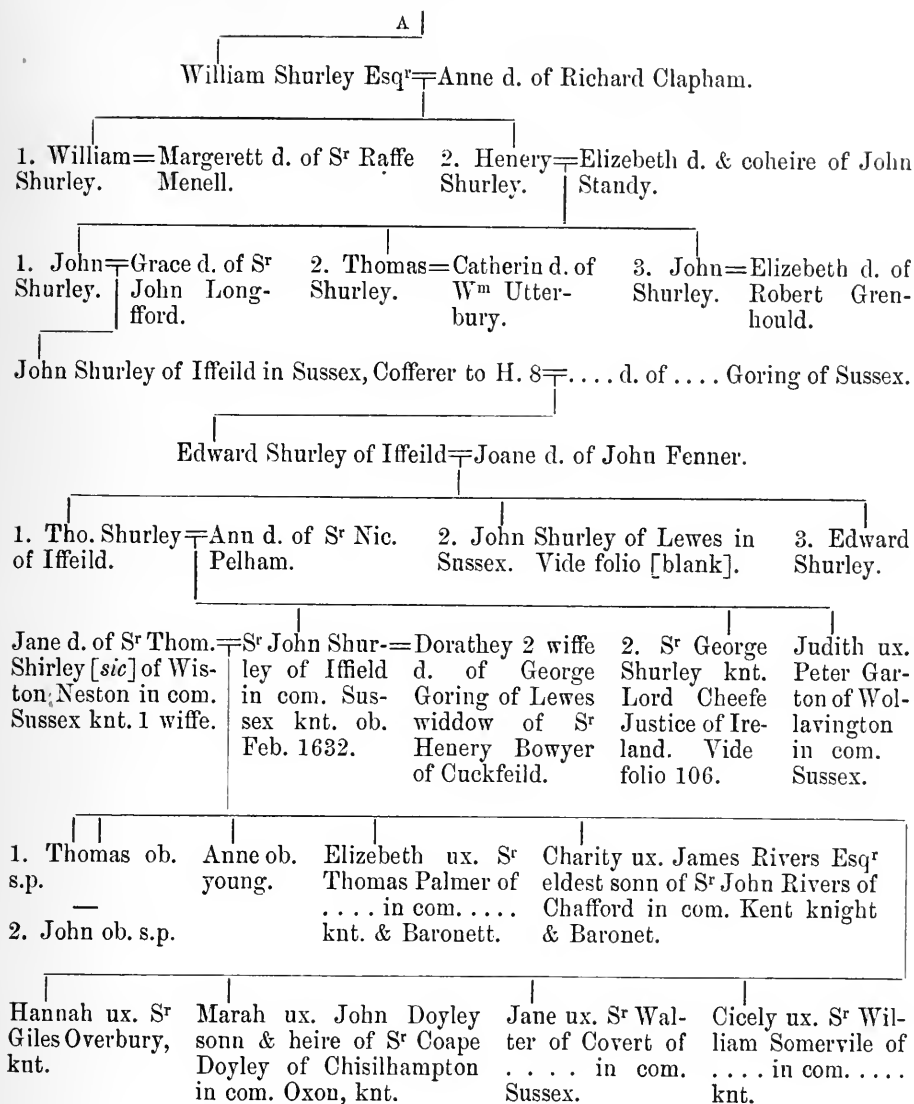 A
William Shurley Esqʳ=Anne d. of Richard Clapham.
1. William=Margerett d. of Sʳ Raffe
Shurley. Menell.
2. Henery=Elizebeth d. & coheire of John
Shurley. Standy.
1. John=Grace d. of Sʳ
Shurley. John Long-
fford.
2. Thomas=Catherin d. of
Shurley. Wᵐ Utter-
bury.
3. John=Elizebeth d. of
Shurley. Robert Gren-
hould.
John Shurley of Iffeild in Sussex, Cofferer to H. 8=.... d. of .... Goring of Sussex.
Edward Shurley of Iffeild=Joane d. of John Fenner.
1. Tho. Shurley=Ann d. of Sʳ Nic.
of Iffeild. Pelham.
2. John Shurley of Lewes in
Sussex. Vide folio [blank].
3. Edward
Shurley.
Jane d. of Sʳ Thom.
Shirley [sic] of Wis-
ton Neston in com.
Sussex knt. 1 wiffe.
=Sʳ John Shur-
ley of Iffield
in com. Sus-
sex knt. ob.
Feb. 1632.
=Dorathey 2 wiffe
d. of George
Goring of Lewes
widdow of Sʳ
Henery Bowyer
of Cuckfeild.
2. Sʳ George
Shurley knt.
Lord Cheefe
Justice of Ire-
land. Vide
folio 106.
Judith ux.
Peter Gar-
ton of Wol-
lavington
in com.
Sussex.
1. Thomas ob.
s.p.
—
2. John ob. s.p.
Anne ob.
young.
Elizebeth ux. Sʳ
Thomas Palmer of
.... in com.....
knt. & Baronett.
Charity ux. James Rivers Esqʳ
eldest sonn of Sʳ John Rivers of
Chafford in com. Kent knight
& Baronet.
Hannah ux. Sʳ
Giles Overbury,
knt.
Marah ux. John Doyley
sonn & heire of Sʳ Coape
Doyley of Chisilhampton
in com. Oxon, knt.
Jane ux. Sʳ Wal-
ter of Covert of
.... in com.
Sussex.
Cicely ux. Sʳ Wil-
liam Somervile of
.... in com.....
knt.